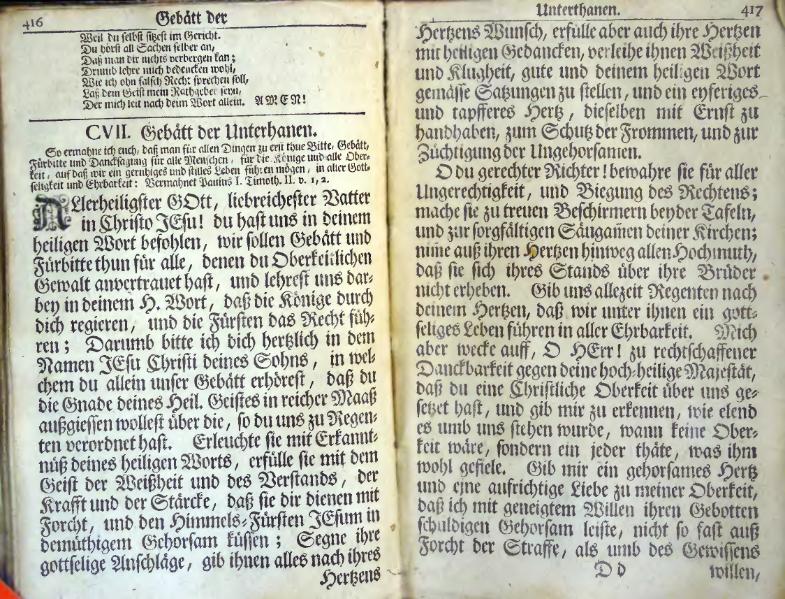 416 Gebätt der
Weil du selbst sitzest im Gericht.
Du hörst all Sachen selber an,
Daß man dir nichts verbergen kan;
Drumb lehre mich bedencken wohl,
Wie ich ohn falsch Recht sprechen soll,
Laß dein Geist mein Rathgeber seyn,
Der mich leit nach deim Wort allein. AMEN!
CVII. Gebätt der Unterthanen.
So ermahne ich euch, daß man für allen Dingen zu erst thue Bitte, Gebätt,
Fürbitte und Dancksagung für alle Menschen, für die Könige und alle Ober-
keit, auf daß wir ein geruhiges und stilles Leben führen mögen, in aller Gott-
seligkeit und Ehrbarkeit: Vermahnet Paulus I. Timoth. II. v. 1, 2.
ALlerheiligster GOtt, liebreichester Vatter
in Christo JEsu! du hast uns in deinem
heiligen Wort befohlen, wir sollen Gebätt und
Fürbitte thun für alle, denen du Oberkeitlichen
Gewalt anvertrauet hast, und lehrest uns dar-
bey in deinem H. Wort, daß die Könige durch
dich regieren, und die Fürsten das Recht füh-
ren; Darumb bitte ich dich hertzlich in dem
Namen JEsu Christi deines Sohns, in wel-
chem du allein unser Gebätt erhörest, daß du
die Gnade deines Heil. Geistes in reicher Maaß
außgiessen wollest über die, so du uns zu Regen-
ten verordnet hast. Erleuchte sie mit Erkannt-
nüß deines heiligen Worts, erfülle sie mit dem
Geist der Weißheit und des Verstands, der
Krafft und der Stärcke, daß sie dir dienen mit
Forcht, und den Himmels-Fürsten JEsum in
demüthigem Gehorsam küssen; Segne ihre
gottselige Anschläge, gib ihnen alles nach ihres
Hertzens
Unterthanen. 417
Hertzens Wunsch, erfülle aber auch ihre Hertzen
mit heiligen Gedancken, verleihe ihnen Weißheit
und Klugheit, gute und deinem heiligen Wort
gemässe Satzungen zu stellen, und ein eyferiges
und tapfferes Hertz, dieselben mit Ernst zu
handhaben, zum Schutz der Frommen, und zur
Züchtigung der Ungehorsamen.
O du gerechter Richter! bewahre sie für aller
Ungerechtigkeit, und Biegung des Rechtens;
mache sie zu treuen Beschirmern beyder Tafeln,
und zur sorgfältigen Säugam̃en deiner Kirchen;
nim̃e auß ihren Hertzen hinweg allen Hochmuth,
daß sie sich ihres Stands über ihre Brüder
nicht erheben. Gib uns allezeit Regenten nach
deinem Hertzen, daß wir unter ihnen ein gott-
seliges Leben führen in aller Ehrbarkeit. Mich
aber wecke auff, O HErr! zu rechtschaffener
Danckbarkeit gegen deine hoch-heilige Majestät,
daß du eine Christliche Oberkeit über uns ge-
setzet hast, und gib mir zu erkennen, wie elend
es umb uns stehen wurde, wann keine Ober-
keit wäre, sondern ein jeder thäte, was ihm
wohl gefiele. Gib mir ein gehorsames Hertz
und eine aufrichtige Liebe zu meiner Oberkeit,
daß ich mit geneigtem Willen ihren Gebotten
schuldigen Gehorsam leiste, nicht so fast auß
Forcht der Straffe, als umb des Gewissens
D d willen,